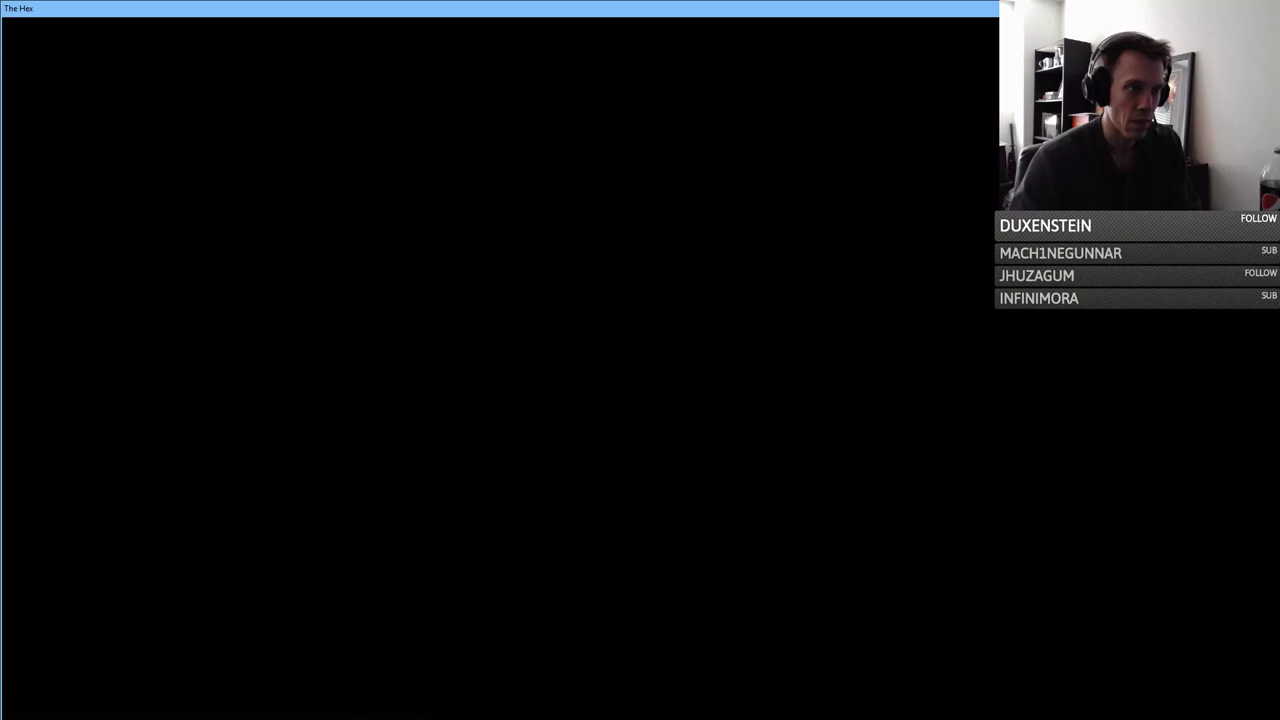 The Hex
DUXENSTEIN FOLLOW
MACH1NEGUNNAR SUB
JHUZAGUM FOLLOW
INFINIMORA SUB